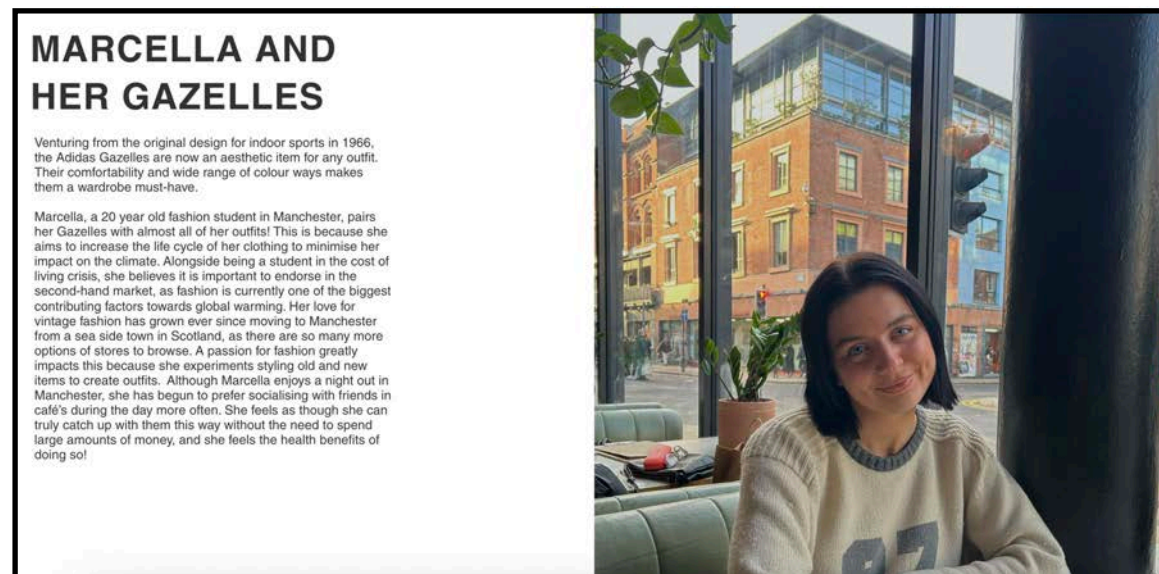 MARCELLA AND
HER GAZELLES
Venturing from the original design for indoor sports in 1966,
the Adidas Gazelles are now an aesthetic item for any outfit.
Their comfortability and wide range of colour ways makes
them a wardrobe must-have.
Marcella, a 20 year old fashion student in Manchester, pairs
her Gazelles with almost all of her outfits! This is because she
aims to increase the life cycle of her clothing to minimise her
impact on the climate. Alongside being a student in the cost of
living crisis, she believes it is important to endorse in the
second-hand market, as fashion is currently one of the biggest
contributing factors towards global warming. Her love for
vintage fashion has grown ever since moving to Manchester
from a sea side town in Scotland, as there are so many more
options of stores to browse. A passion for fashion greatly
impacts this because she experiments styling old and new
items to create outfits.  Although Marcella enjoys a night out in
Manchester, she has begun to prefer socialising with friends in
café's during the day more often. She feels as though she can
truly catch up with them this way without the need to spend
large amounts of money, and she feels the health benefits of
doing so!
97